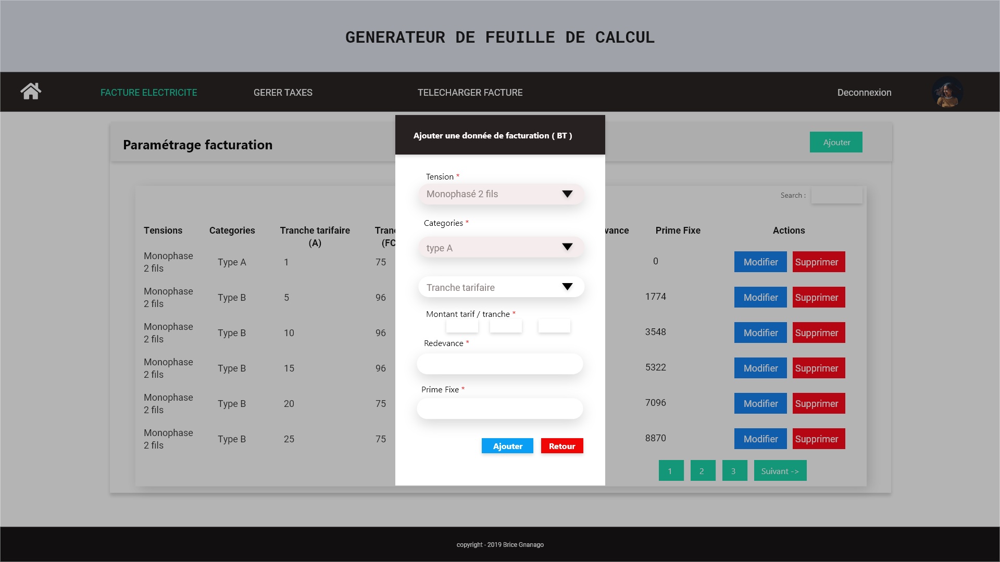 GENERATEUR DE FEUILLE DE CALCUL
FACTURE ELECTRICITE GERER TAXES TELECHARGER FACTURE Deconnexion
Paramétrage facturation
Ajouter
Search :
Tensions Categories Tranche tarifaire (A) Tran (FC vance Prime Fixe Actions
Monophase 2 fils Type A 1 75 0 Modifier Supprimer
Monophase 2 fils Type B 5 96 1774 Modifier Supprimer
Monophase 2 fils Type B 10 96 3548 Modifier Supprimer
Monophase 2 fils Type B 15 96 5322 Modifier Supprimer
Monophase 2 fils Type B 20 75 7096 Modifier Supprimer
Monophase 2 fils Type B 25 75 8870 Modifier Supprimer
1 2 3 Suivant ->
Ajouter une donnée de facturation ( BT )
Tension *
Monophasé 2 fils
Categories *
type A
Tranche tarifaire
Montant tarif / tranche *
Redevance *
Prime Fixe *
Ajouter Retour
copyright - 2019 Brice Gnanago